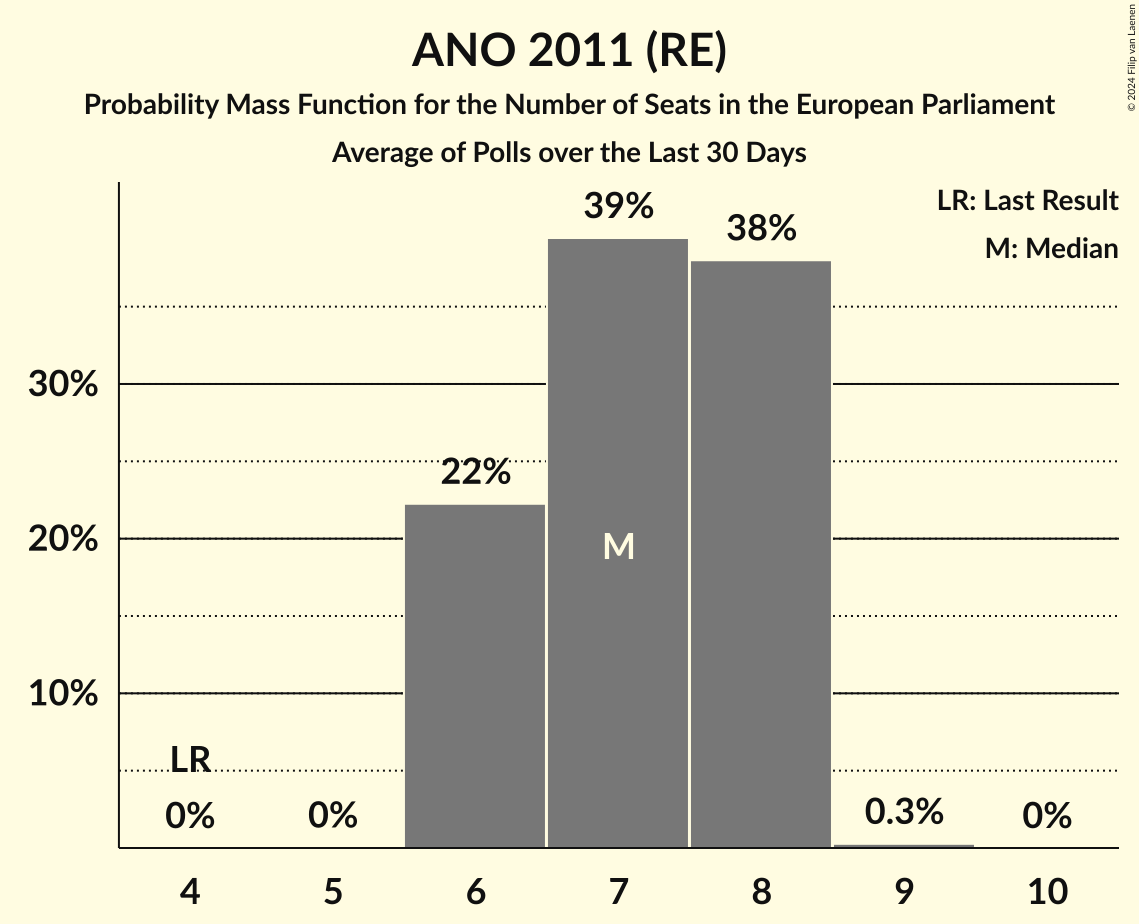 ANO 2011 (RE)
Probability Mass Function for the Number of Seats in the European Parliament
Average of Polls over the Last 30 Days
© 2024 Filip van Laenen
LR: Last Result
M: Median
39%
38%
30%
22%
20%
M
10%
LR
0%
0%
0.3%
0%
4 5 6 7 8 9 10